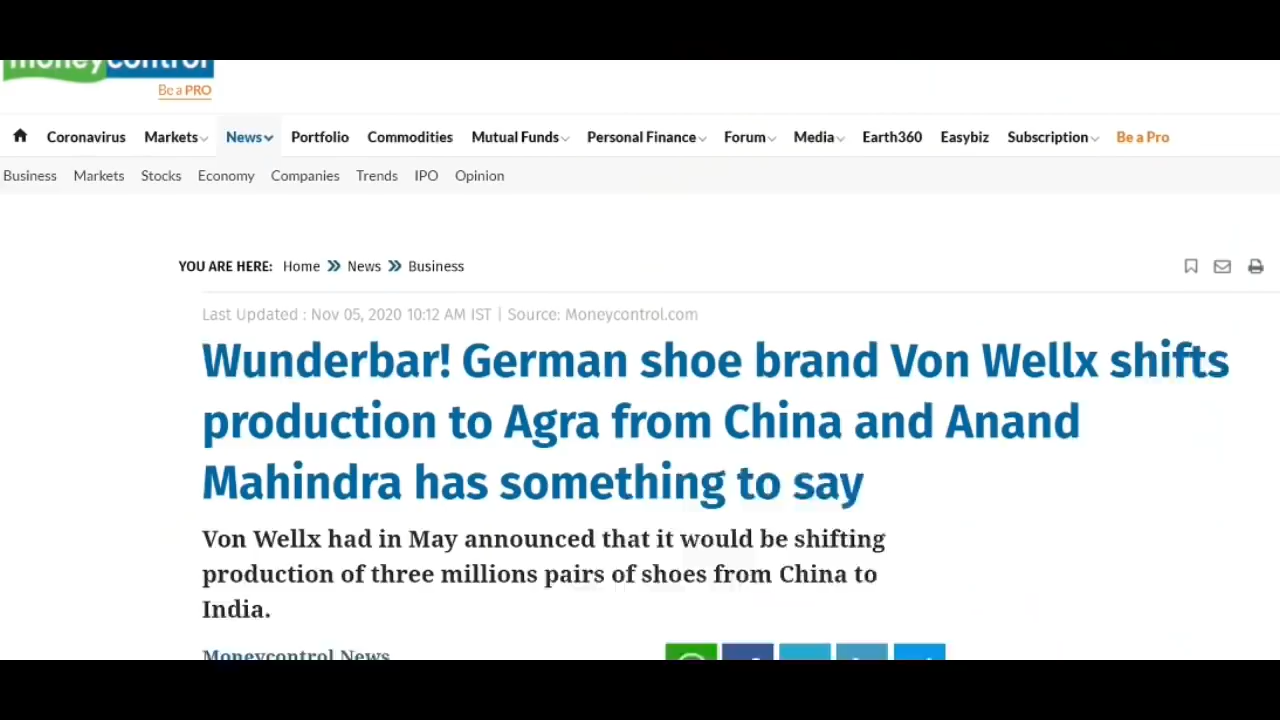 moneycontrol
Be a PRO
Coronavirus Markets News Portfolio Commodities Mutual Funds Personal Finance Forum Media Earth360 Easybiz Subscription Be a Pro
Business Markets Stocks Economy Companies Trends IPO Opinion
YOU ARE HERE: Home News Business
Last Updated : Nov 05, 2020 10:12 AM IST | Source: Moneycontrol.com
Wunderbar! German shoe brand Von Wellx shifts
production to Agra from China and Anand
Mahindra has something to say
Von Wellx had in May announced that it would be shifting
production of three millions pairs of shoes from China to
India.
Moneycontrol News